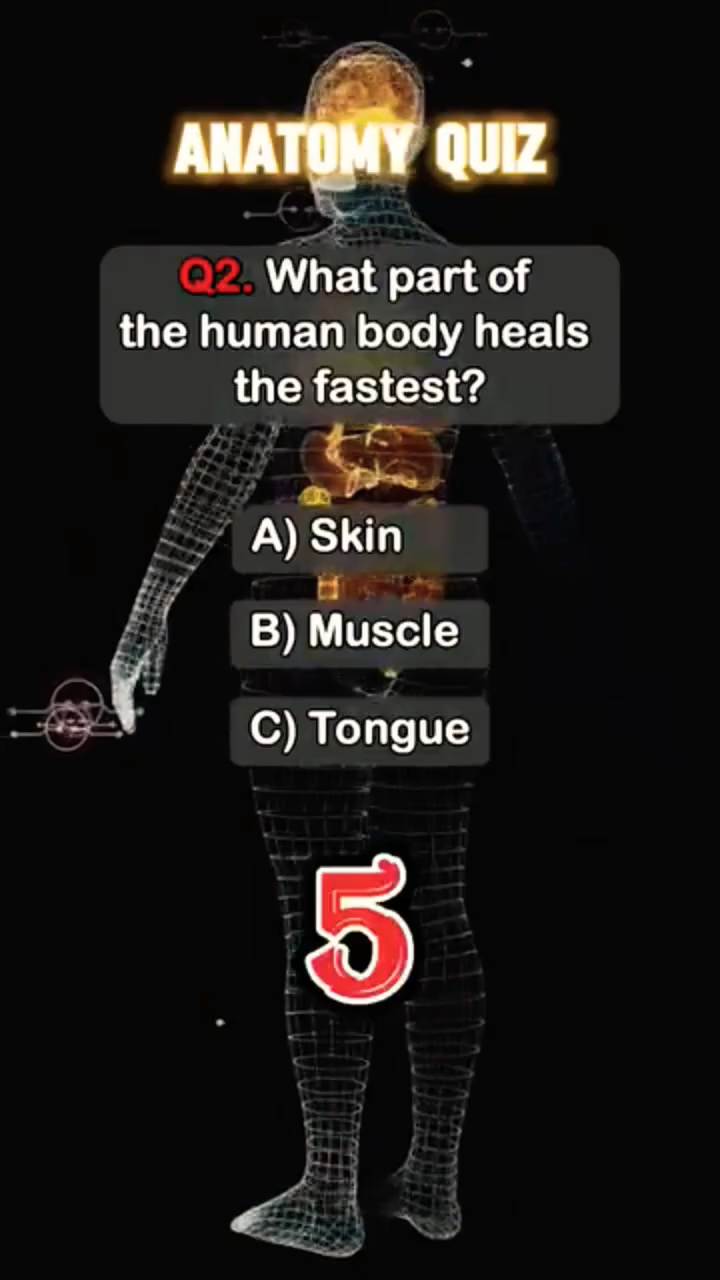 ANATOMY QUIZ
Q2. What part of
the human body heals
the fastest?
A) Skin
B) Muscle
C) Tongue
5